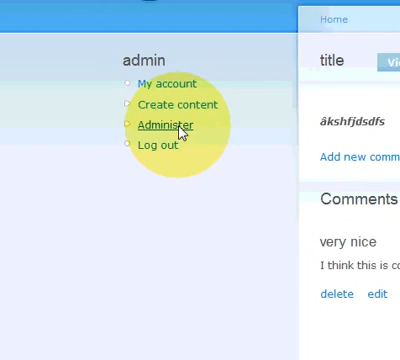 Home
admin
My account
Create content
Administer
Log out
title
âkshfjdsdfs
Add new comm
Comments
very nice
I think this is co
delete edit